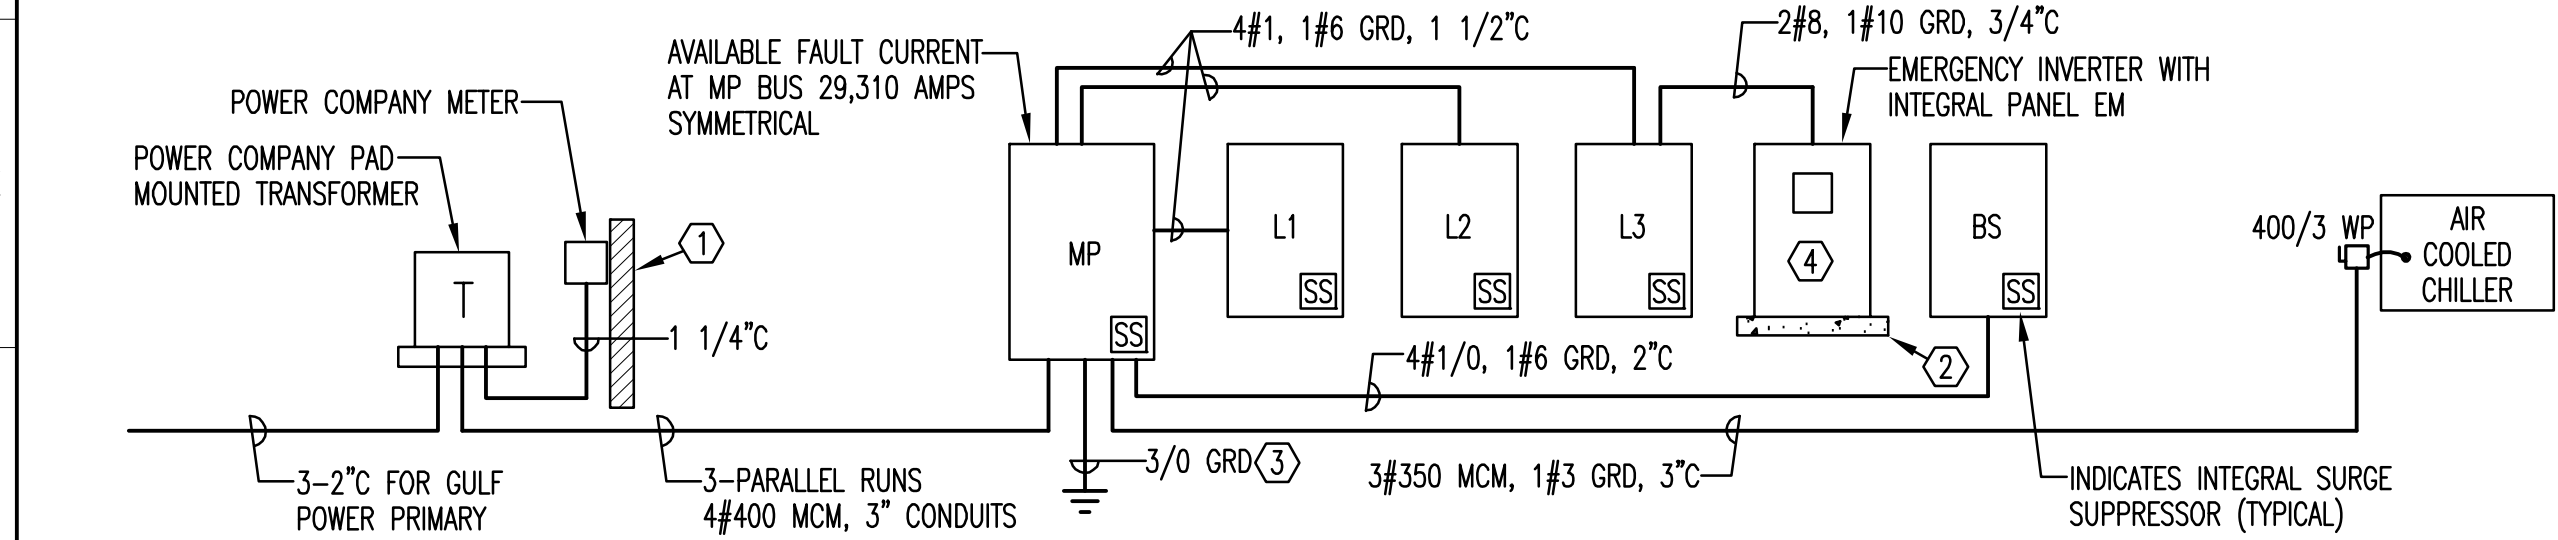 4#1, 1#6 GRD, 1 1/2"C
2#8, 1#10 GRD, 3/4"C
AVAILABLE FAULT CURRENT
AT MP BUS 29,310 AMPS
SYMMETRICAL
EMERGENCY INVERTER WITH
INTEGRAL PANEL EM
POWER COMPANY METER
POWER COMPANY PAD
MOUNTED TRANSFORMER
T
1
1 1/4"C
MP
SS
L1
SS
L2
SS
L3
SS
4
2
BS
SS
400/3 WP
AIR
COOLED
CHILLER
4#1/0, 1#6 GRD, 2"C
3-2"C FOR GULF
POWER PRIMARY
3-PARALLEL RUNS
4#400 MCM, 3" CONDUITS
3/0 GRD
3
3#350 MCM, 1#3 GRD, 3"C
INDICATES INTEGRAL SURGE
SUPPRESSOR (TYPICAL)